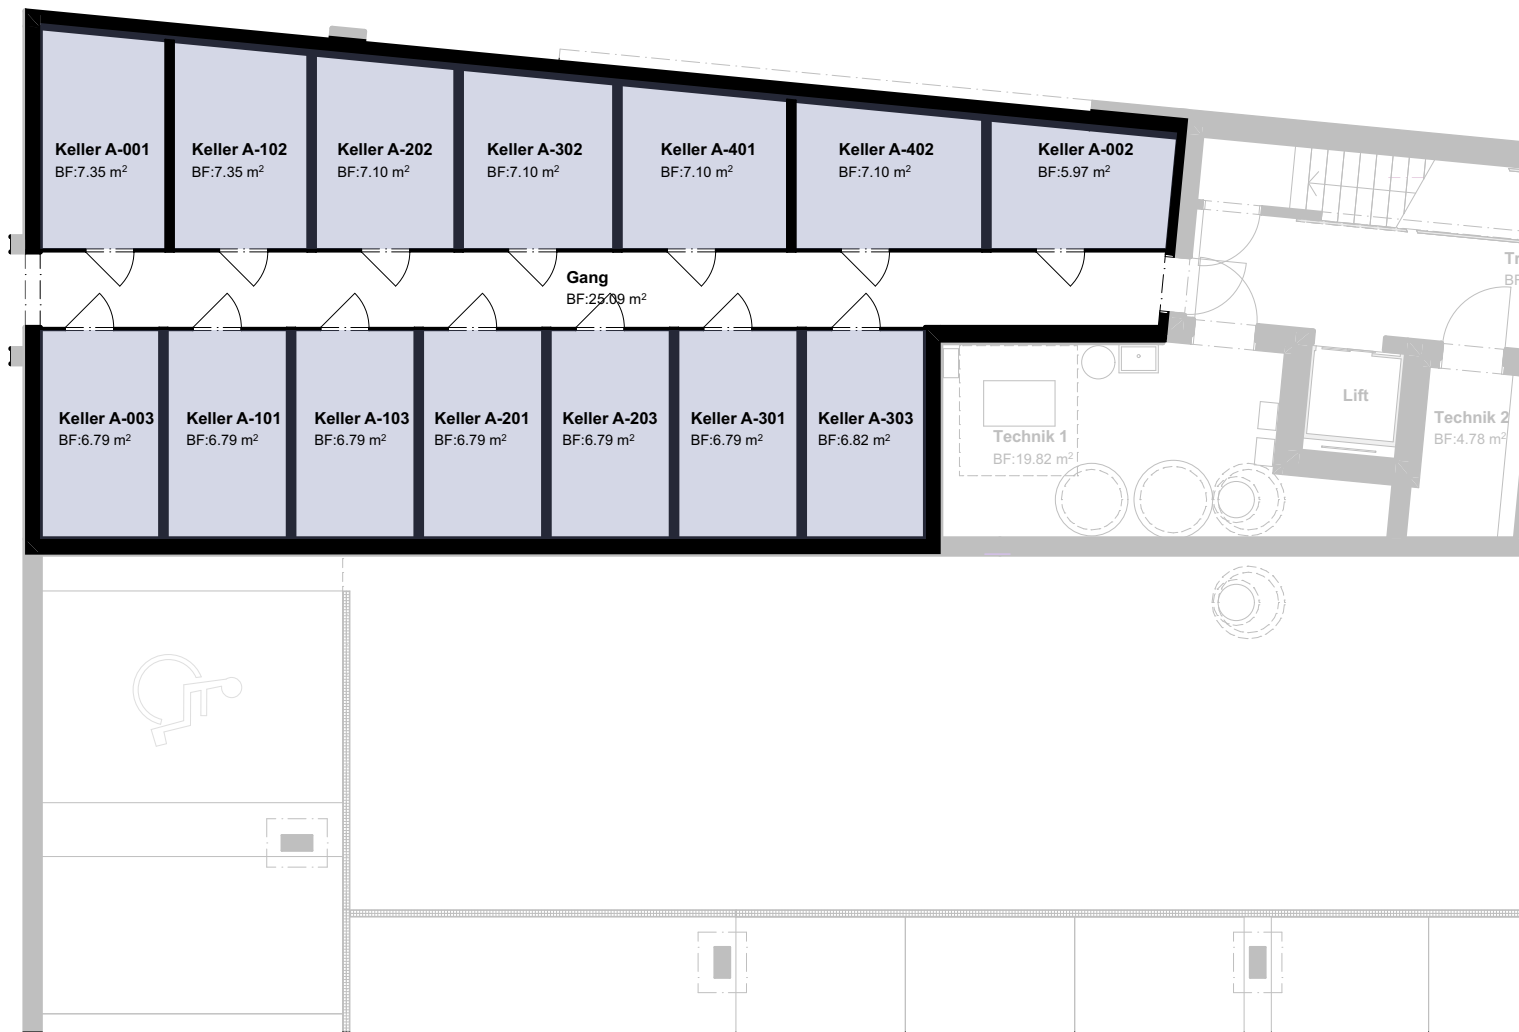 Keller A-001
BF:7.35 m²
Keller A-102
BF:7.35 m²
Keller A-202
BF:7.10 m²
Keller A-302
BF:7.10 m²
Keller A-401
BF:7.10 m²
Keller A-402
BF:7.10 m²
Keller A-002
BF:5.97 m²
Gang
BF:25.09 m²
Keller A-003
BF:6.79 m²
Keller A-101
BF:6.79 m²
Keller A-103
BF:6.79 m²
Keller A-201
BF:6.79 m²
Keller A-203
BF:6.79 m²
Keller A-301
BF:6.79 m²
Keller A-303
BF:6.82 m²
Technik 1
BF:19.82 m²
Lift
Technik 2
BF:4.78 m²
Tr
BF